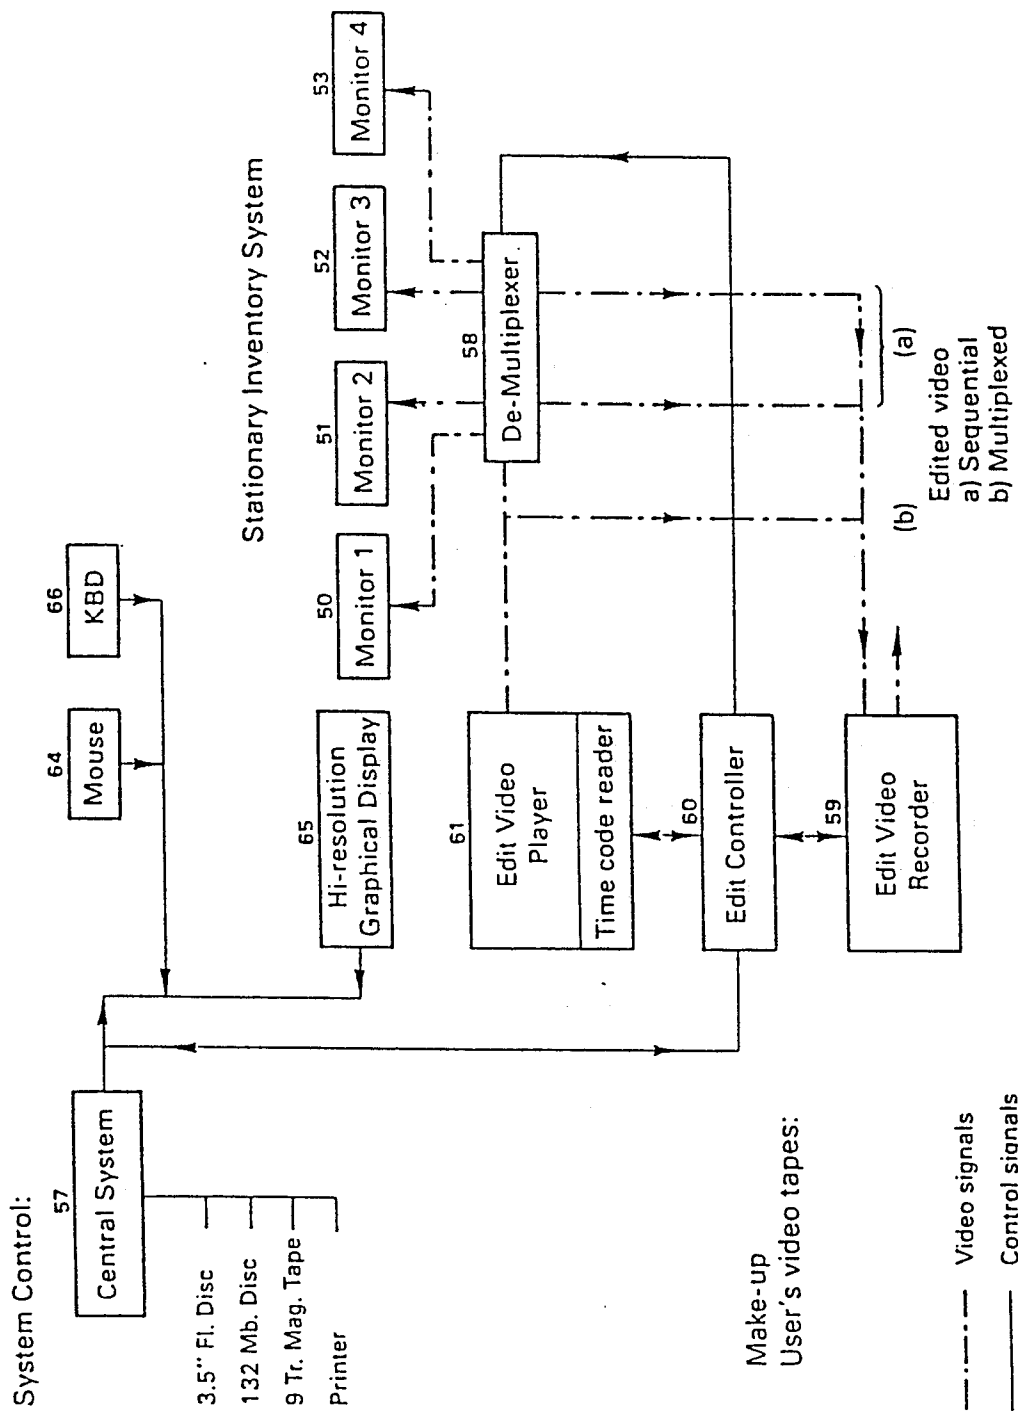 Stationary Inventory System
System Control:
57
Central System
3.5" Fl. Disc
132 Mb. Disc
9 Tr. Mag. Tape
Printer
64
Mouse
66
KBD
65
Hi-resolution
Graphical Display
50
Monitor 1
51
Monitor 2
52
Monitor 3
53
Monitor 4
61
Edit Video
Player
Time code reader
58
De-Multiplexer
60
Edit Controller
59
Edit Video
Recorder
(b)
(a)
Edited video
a) Sequential
b) Multiplexed
Make-up
User's video tapes:
Video signals
Control signals